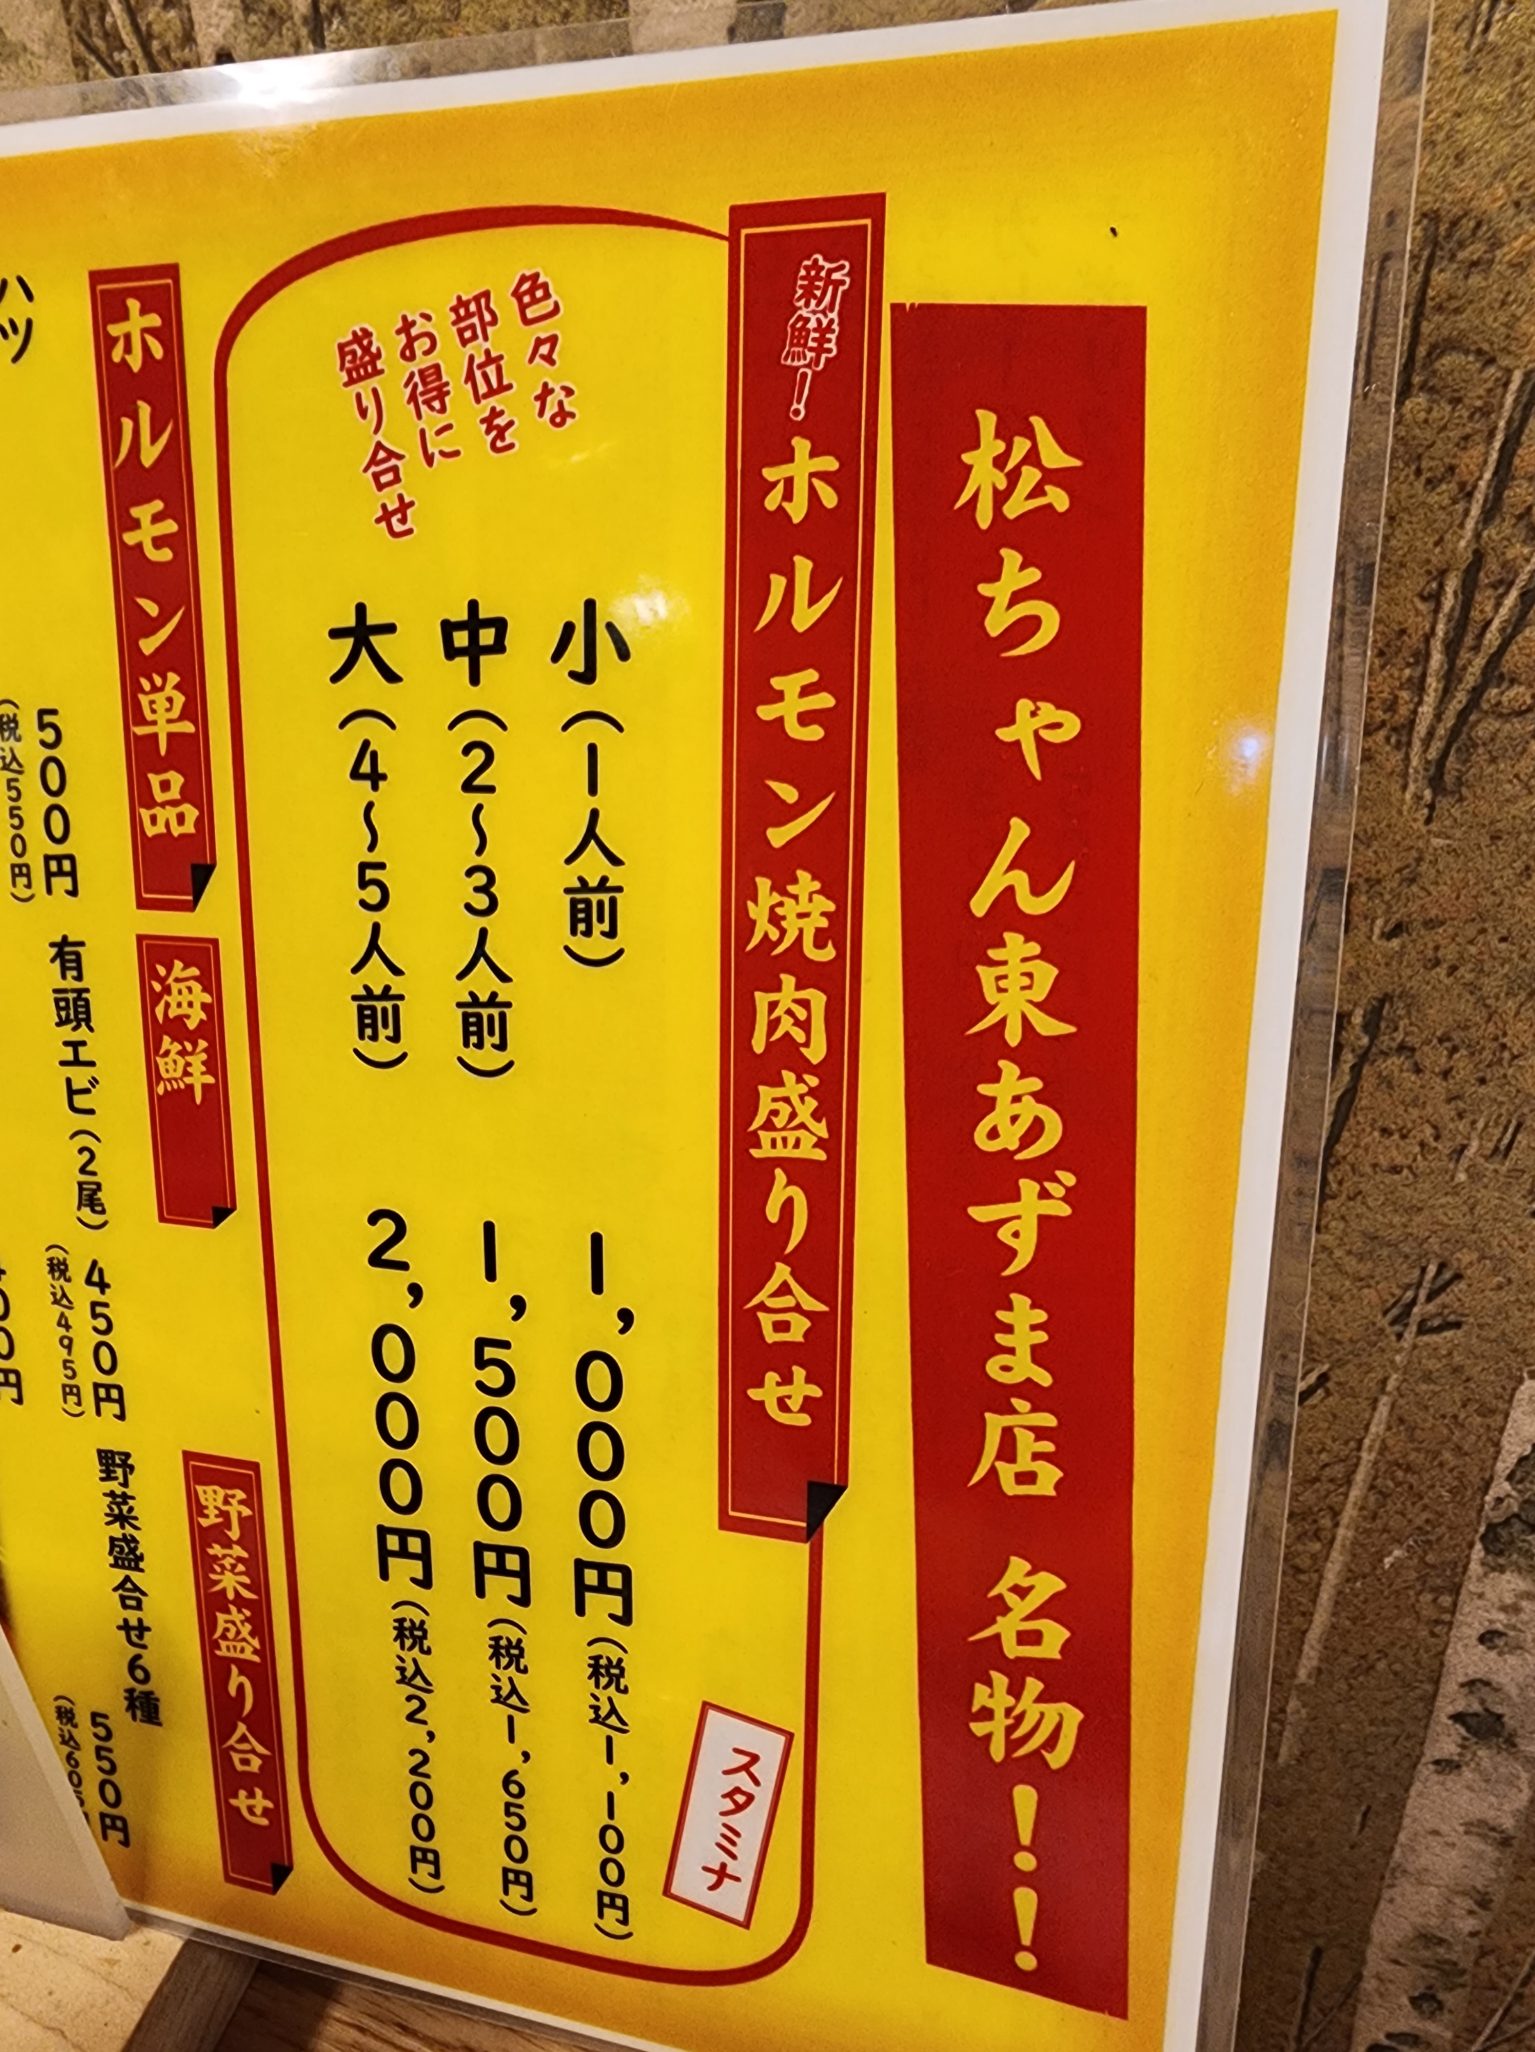 松ちゃん東あずま店 名物!!
新鮮!ホルモン焼肉盛り合せ
スタミナ
色々な
部位を
お得に
盛り合せ
小(1人前) 1,000円(税込1,100円)
中(2〜3人前) 1,500円(税込1,650円)
大(4〜5人前) 2,000円(税込2,200円)
ホルモン単品
ハツ
500円
(税込550円)
海鮮
有頭エビ(2尾) 450円
(税込495円)
野菜盛り合せ
野菜盛合せ6種
550円